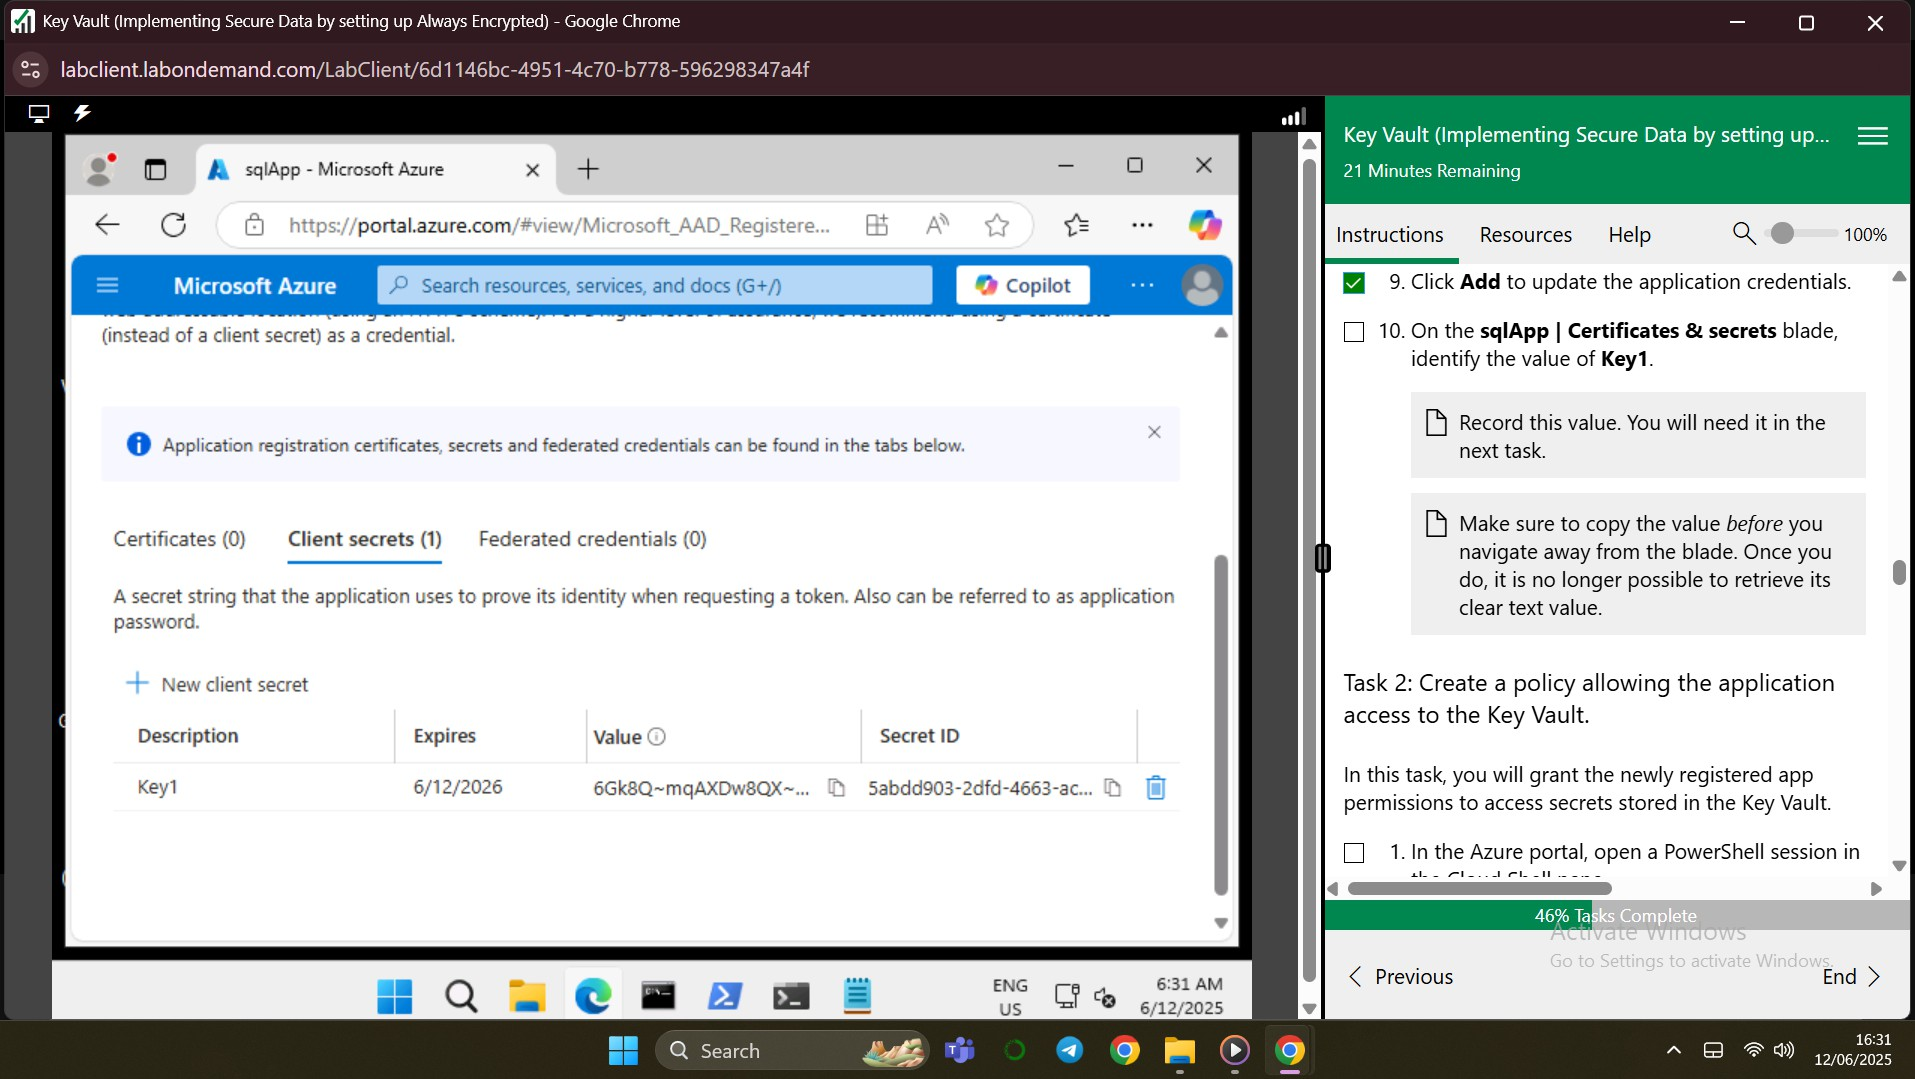 Key Vault (Implementing Secure Data by setting up Always Encrypted) - Google Chrome
labclient.labondemand.com/LabClient/6d1146bc-4951-4c70-b778-596298347a4f
sqlApp - Microsoft Azure
https://portal.azure.com/#view/Microsoft_AAD_Registere...
Microsoft Azure
Search resources, services, and docs (G+/)
Copilot
(instead of a client secret) as a credential.
Application registration certificates, secrets and federated credentials can be found in the tabs below.
Certificates (0)
Client secrets (1)
Federated credentials (0)
A secret string that the application uses to prove its identity when requesting a token. Also can be referred to as application
password.
New client secret
Description
Expires
Value
Secret ID
Key1
6/12/2026
6Gk8Q~mqAXDw8QX~...
5abdd903-2dfd-4663-ac...
ENG
US
6:31 AM
6/12/2025
Key Vault (Implementing Secure Data by setting up...
21 Minutes Remaining
Instructions
Resources
Help
100%
9. Click Add to update the application credentials.
10. On the sqlApp | Certificates & secrets blade,
identify the value of Key1.
Record this value. You will need it in the
next task.
Make sure to copy the value before you
navigate away from the blade. Once you
do, it is no longer possible to retrieve its
clear text value.
Task 2: Create a policy allowing the application
access to the Key Vault.
In this task, you will grant the newly registered app
permissions to access secrets stored in the Key Vault.
1. In the Azure portal, open a PowerShell session in
46% Tasks Complete
Activate Windows
Go to Settings to activate Windows.
Previous
End
Search
16:31
12/06/2025